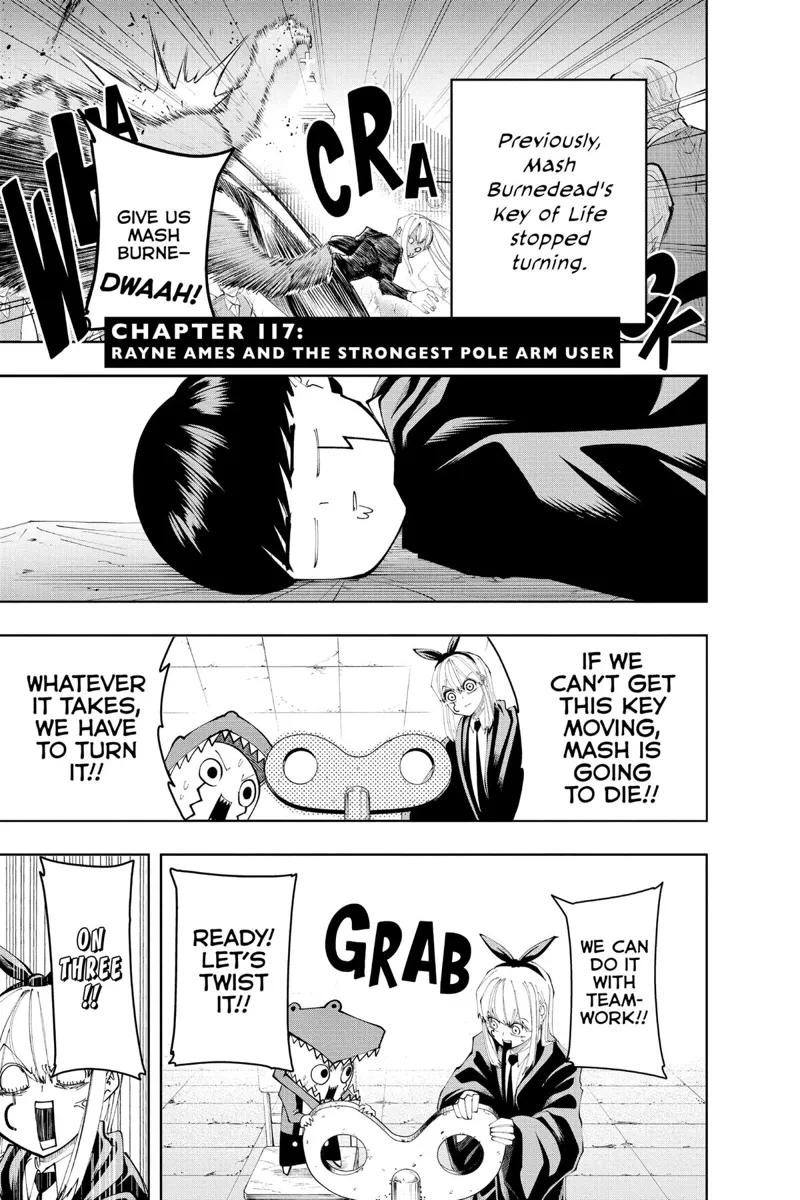 Previously,
Mash
Burnedead's
Key of Life
stopped
turning.
CRA
SK
GIVE US
MASH
BURNE–
DWAAH!
WHA
CHAPTER 117:
RAYNE AMES AND THE STRONGEST POLE ARM USER
IF WE
CAN'T GET
THIS KEY
MOVING,
MASH IS
GOING
TO DIE!!
WHATEVER
IT TAKES,
WE HAVE
TO TURN
IT!!
WE CAN
DO IT
WITH
TEAM-
WORK!!
GRAB
READY!
LET'S
TWIST
IT!!
ON
THREE
!!